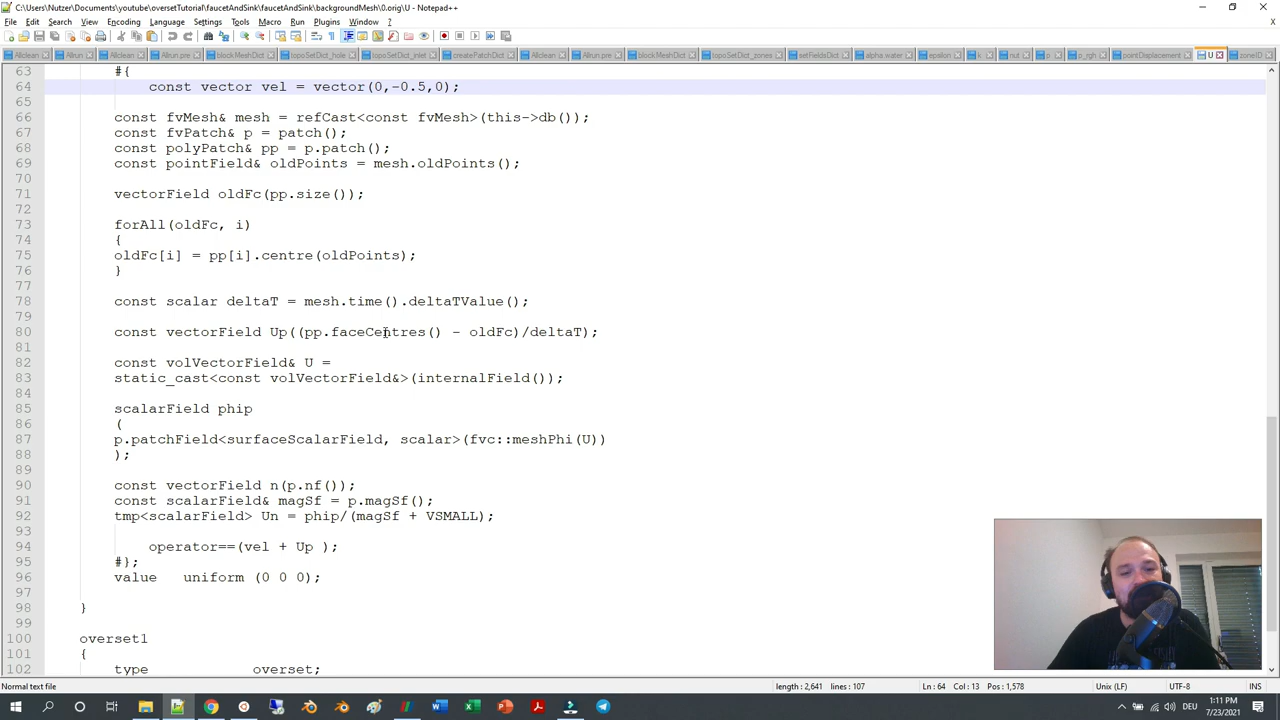 C:\Users\Nutzer\Documents\youtube\oversetTutorial\faucetAndSink\faucetAndSink\backgroundMesh\0.orig\U - Notepad++
File Edit Search View Encoding Language Settings Tools Macro Run Plugins Window ?
X
Allclean Allrun Allclean Allrun.pre blockMeshDict topoSetDict_hole topoSetDict_inlet createPatchDict Allclean Allrun.pre blockMeshDict topoSetDict_zones setFieldsDict alpha.water epsilon k nut p p_rgh pointDisplacement U zoneID
63 #{
64 const vector vel = vector(0,-0.5,0);
65
66 const fvMesh& mesh = refCast<const fvMesh>(this->db());
67 const fvPatch& p = patch();
68 const polyPatch& pp = p.patch();
69 const pointField& oldPoints = mesh.oldPoints();
70
71 vectorField oldFc(pp.size());
72
73 forAll(oldFc, i)
74 {
75 oldFc[i] = pp[i].centre(oldPoints);
76 }
77
78 const scalar deltaT = mesh.time().deltaTValue();
79
80 const vectorField Up((pp.faceCentres() - oldFc)/deltaT);
81
82 const volVectorField& U =
83 static_cast<const volVectorField&>(internalField());
84
85 scalarField phip
86 (
87 p.patchField<surfaceScalarField, scalar>(fvc::meshPhi(U))
88 );
89
90 const vectorField n(p.nf());
91 const scalarField& magSf = p.magSf();
92 tmp<scalarField> Un = phip/(magSf + VSMALL);
93
94 operator==(vel + Up );
95 #};
96 value uniform (0 0 0);
97
98 }
99
100 overset1
101 {
102 type overset;
Normal text file length : 2,641 lines : 107 Ln : 64 Col : 13 Pos : 1,578 Unix (LF) UTF-8 INS
DEU 1:11 PM
7/23/2021